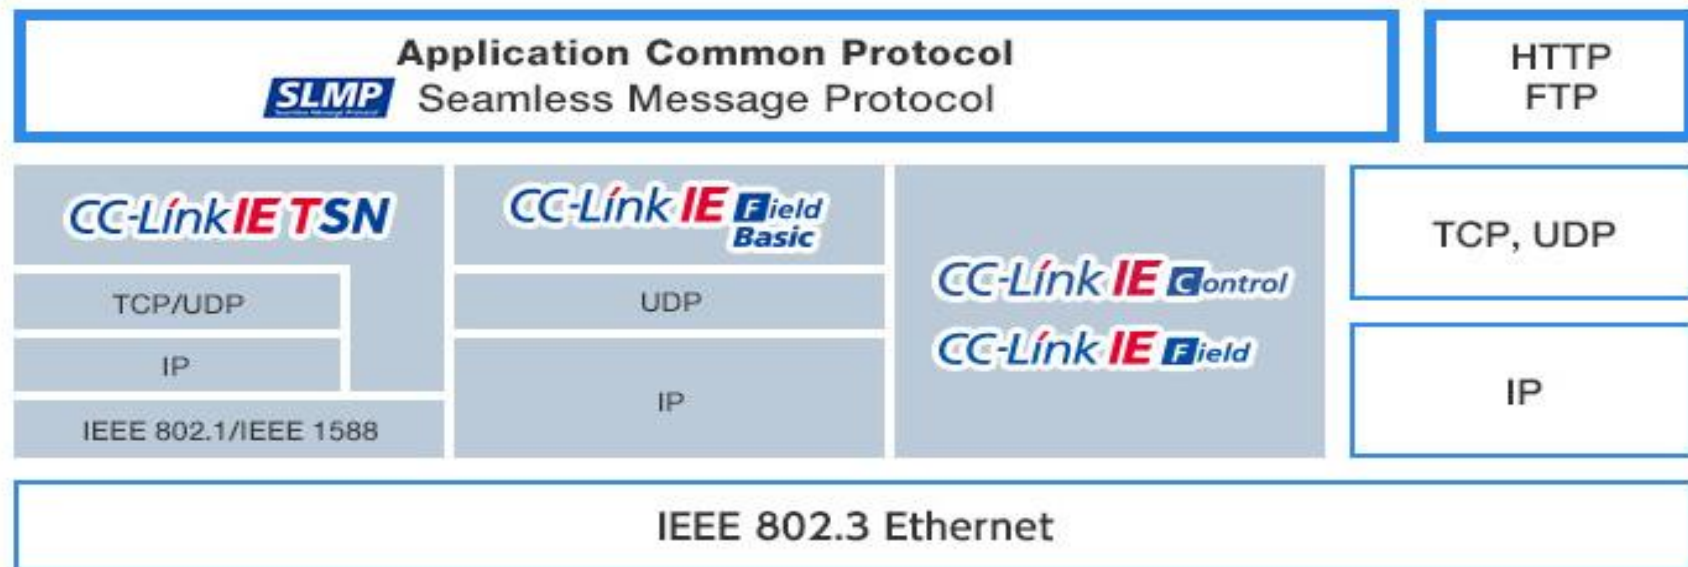 Application Common Protocol
SLMP Seamless Message Protocol
HTTP
FTP
CC-Link IE TSN
TCP/UDP
IP
IEEE 802.1/IEEE 1588
CC-Link IE Field
Basic
UDP
IP
CC-Link IE Control
CC-Link IE Field
TCP, UDP
IP
IEEE 802.3 Ethernet